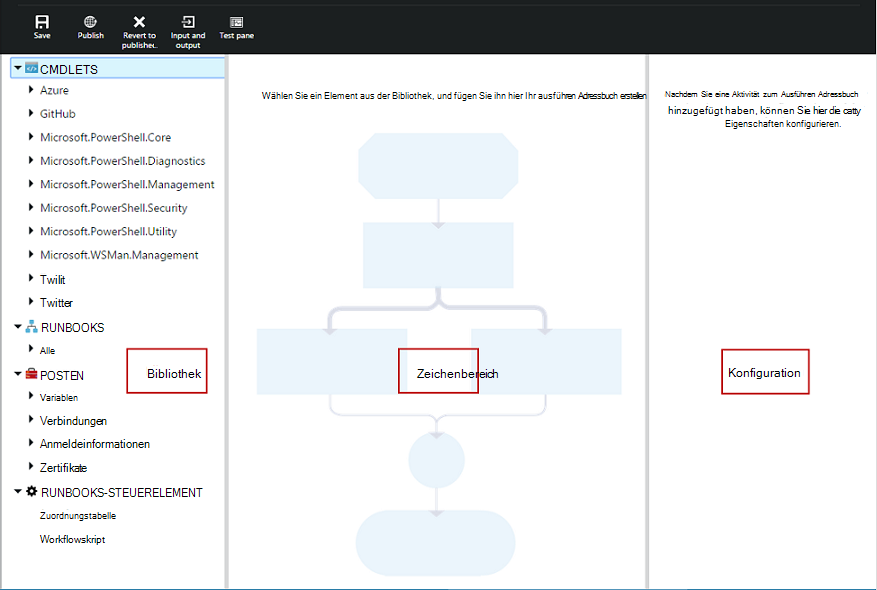 Save
Publish
Revert to
publishe..
Input and
output
Test pane
CMDLETS
Azure
GitHub
Microsoft.PowerShell.Core
Microsoft.PowerShell.Diagnostics
Microsoft.PowerShell.Management
Microsoft.PowerShell.Security
Microsoft.PowerShell.Utility
Microsoft.WSMan.Management
Twilit
Twitter
RUNBOOKS
Alle
POSTEN
Variablen
Verbindungen
Anmeldeinformationen
Zertifikate
RUNBOOKS-STEUERELEMENT
Zuordnungstabelle
Workflowskript
Bibliothek
Wählen Sie ein Element aus der Bibliothek, und fügen Sie ihn hier Ihr ausführen Adressbuch erstellen
Zeichenbereich
Nachdem Sie eine Aktivität zum Ausführen Adressbuch
hinzugefügt haben, können Sie hier die catty
Eigenschaften konfigurieren.
Konfiguration